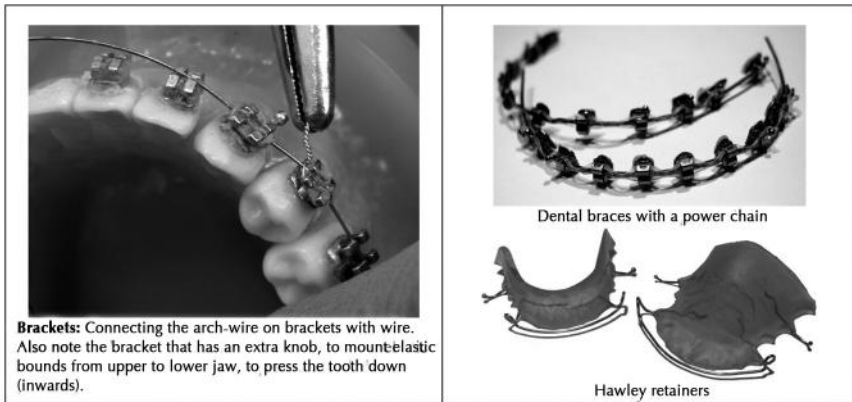 Brackets: Connecting the arch-wire on brackets with wire.
Also note the bracket that has an extra knob, to mount elastic
bounds from upper to lower jaw, to press the tooth down
(inwards).
Dental braces with a power chain
Hawley retainers